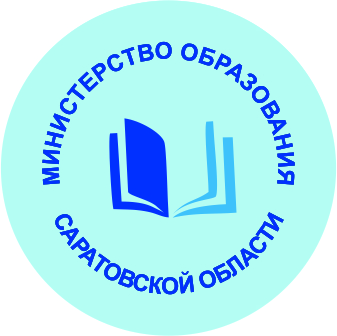 МИНИСТЕРСТВО ОБРАЗОВАНИЯ
САРАТОВСКОЙ ОБЛАСТИ